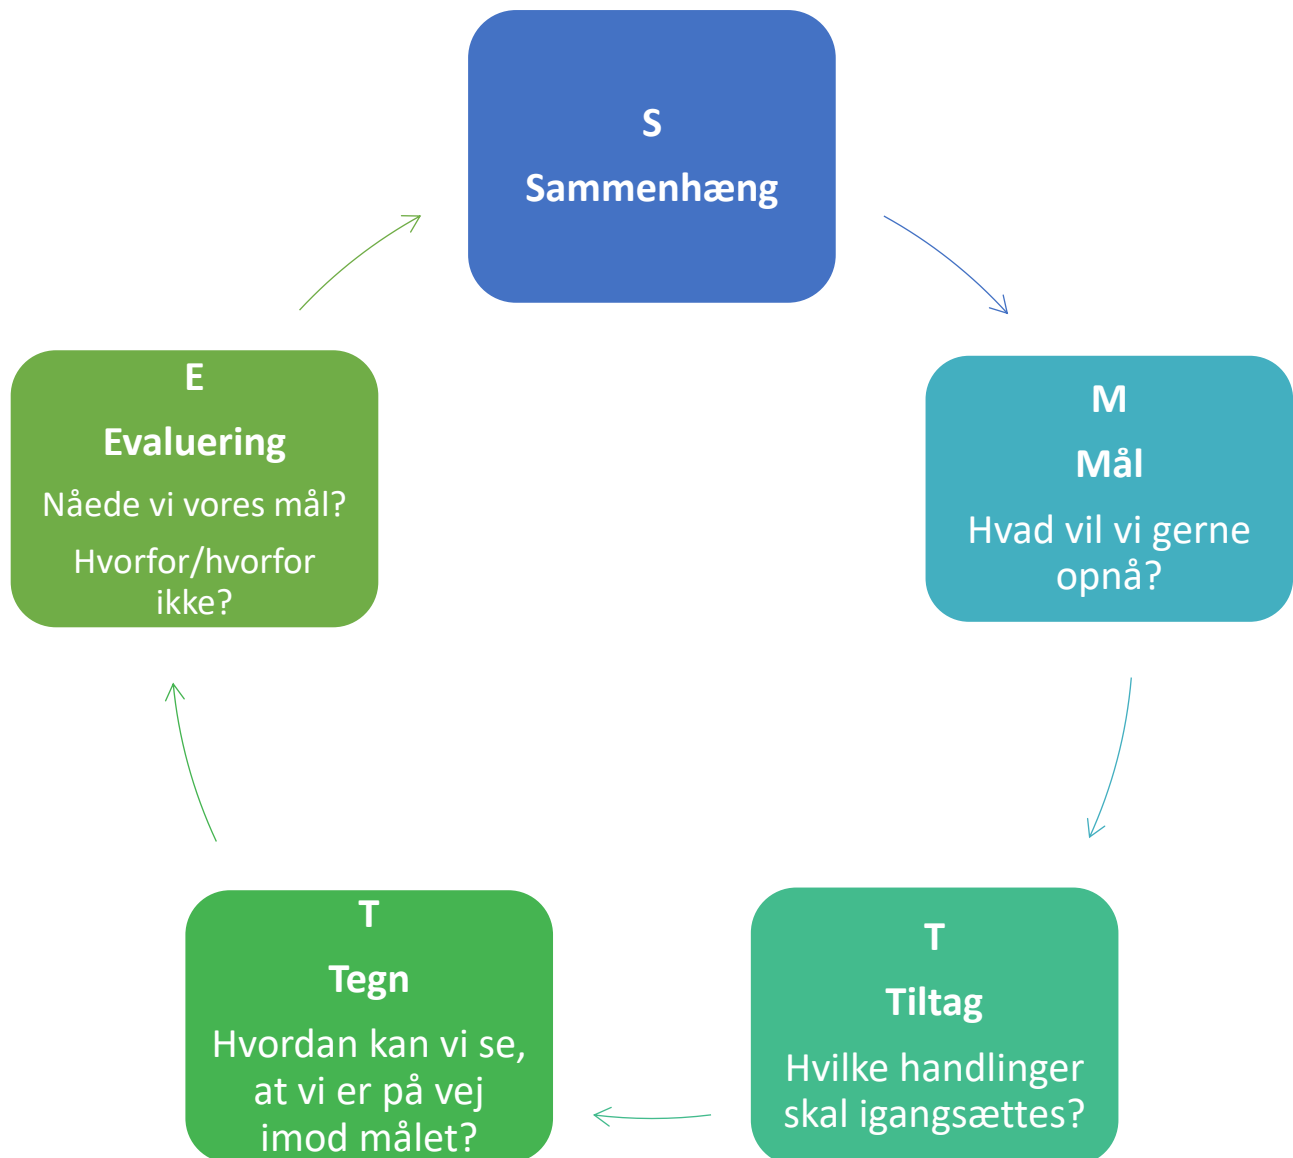 S
Sammenhæng
M
Mål
Hvad vil vi gerne
opnå?
T
Tiltag
Hvilke handlinger
skal igangsættes?
T
Tegn
Hvordan kan vi se,
at vi er på vej
imod målet?
E
Evaluering
Nåede vi vores mål?
Hvorfor/hvorfor
ikke?